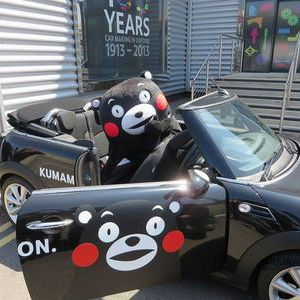 YEARS
CAR MAKING IN OXFORD
1913 - 2013
KUMAM
ON.